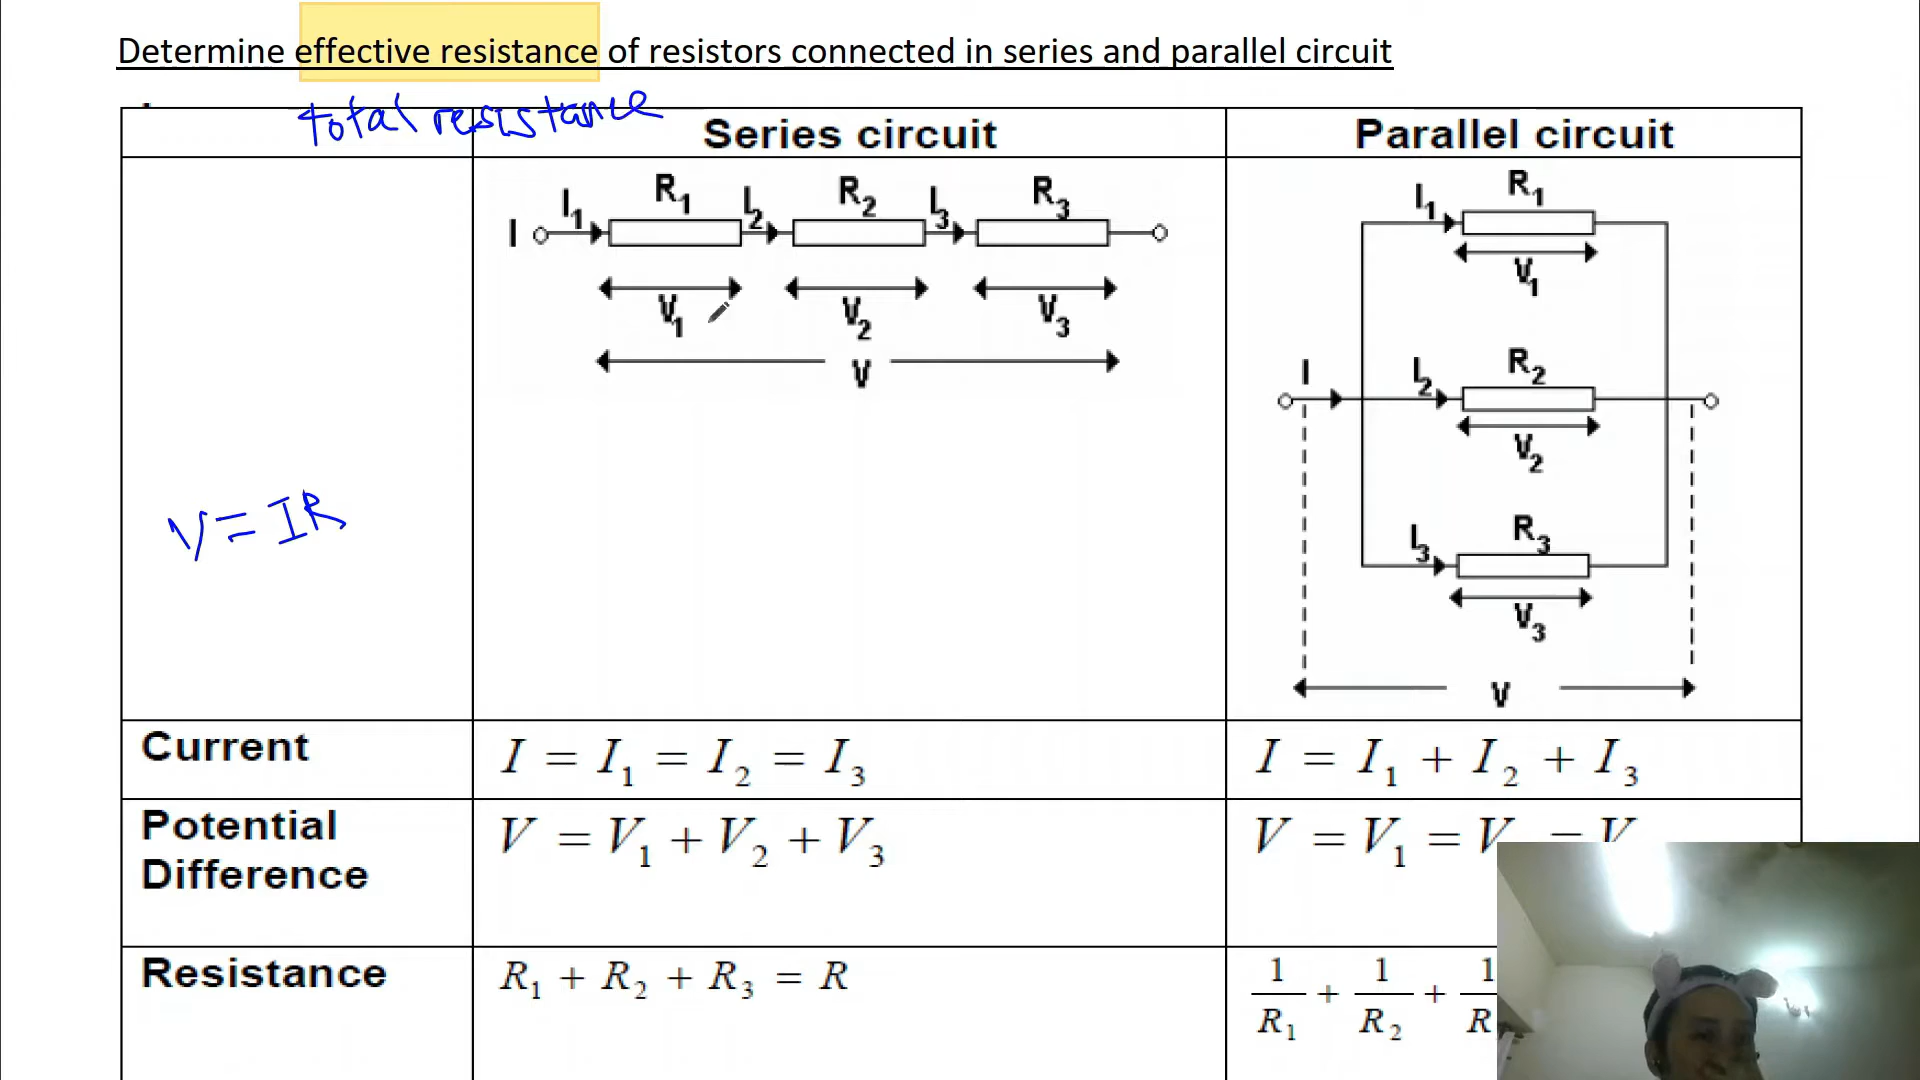 Determine effective resistance of resistors connected in series and parallel circuit
total resistance
Series circuit
Parallel circuit
I I₁ R₁ I₂ R₂ I₃ R₃
V₁ V₂ V₃
V
I₁ R₁
V₁
I I₂ R₂
V₂
I₃ R₃
V₃
V
V = IR
Current
I = I₁ = I₂ = I₃
I = I₁ + I₂ + I₃
Potential
Difference
V = V₁ + V₂ + V₃
V = V₁ = V = V
Resistance
R₁ + R₂ + R₃ = R
1/R₁ + 1/R₂ + 1/R